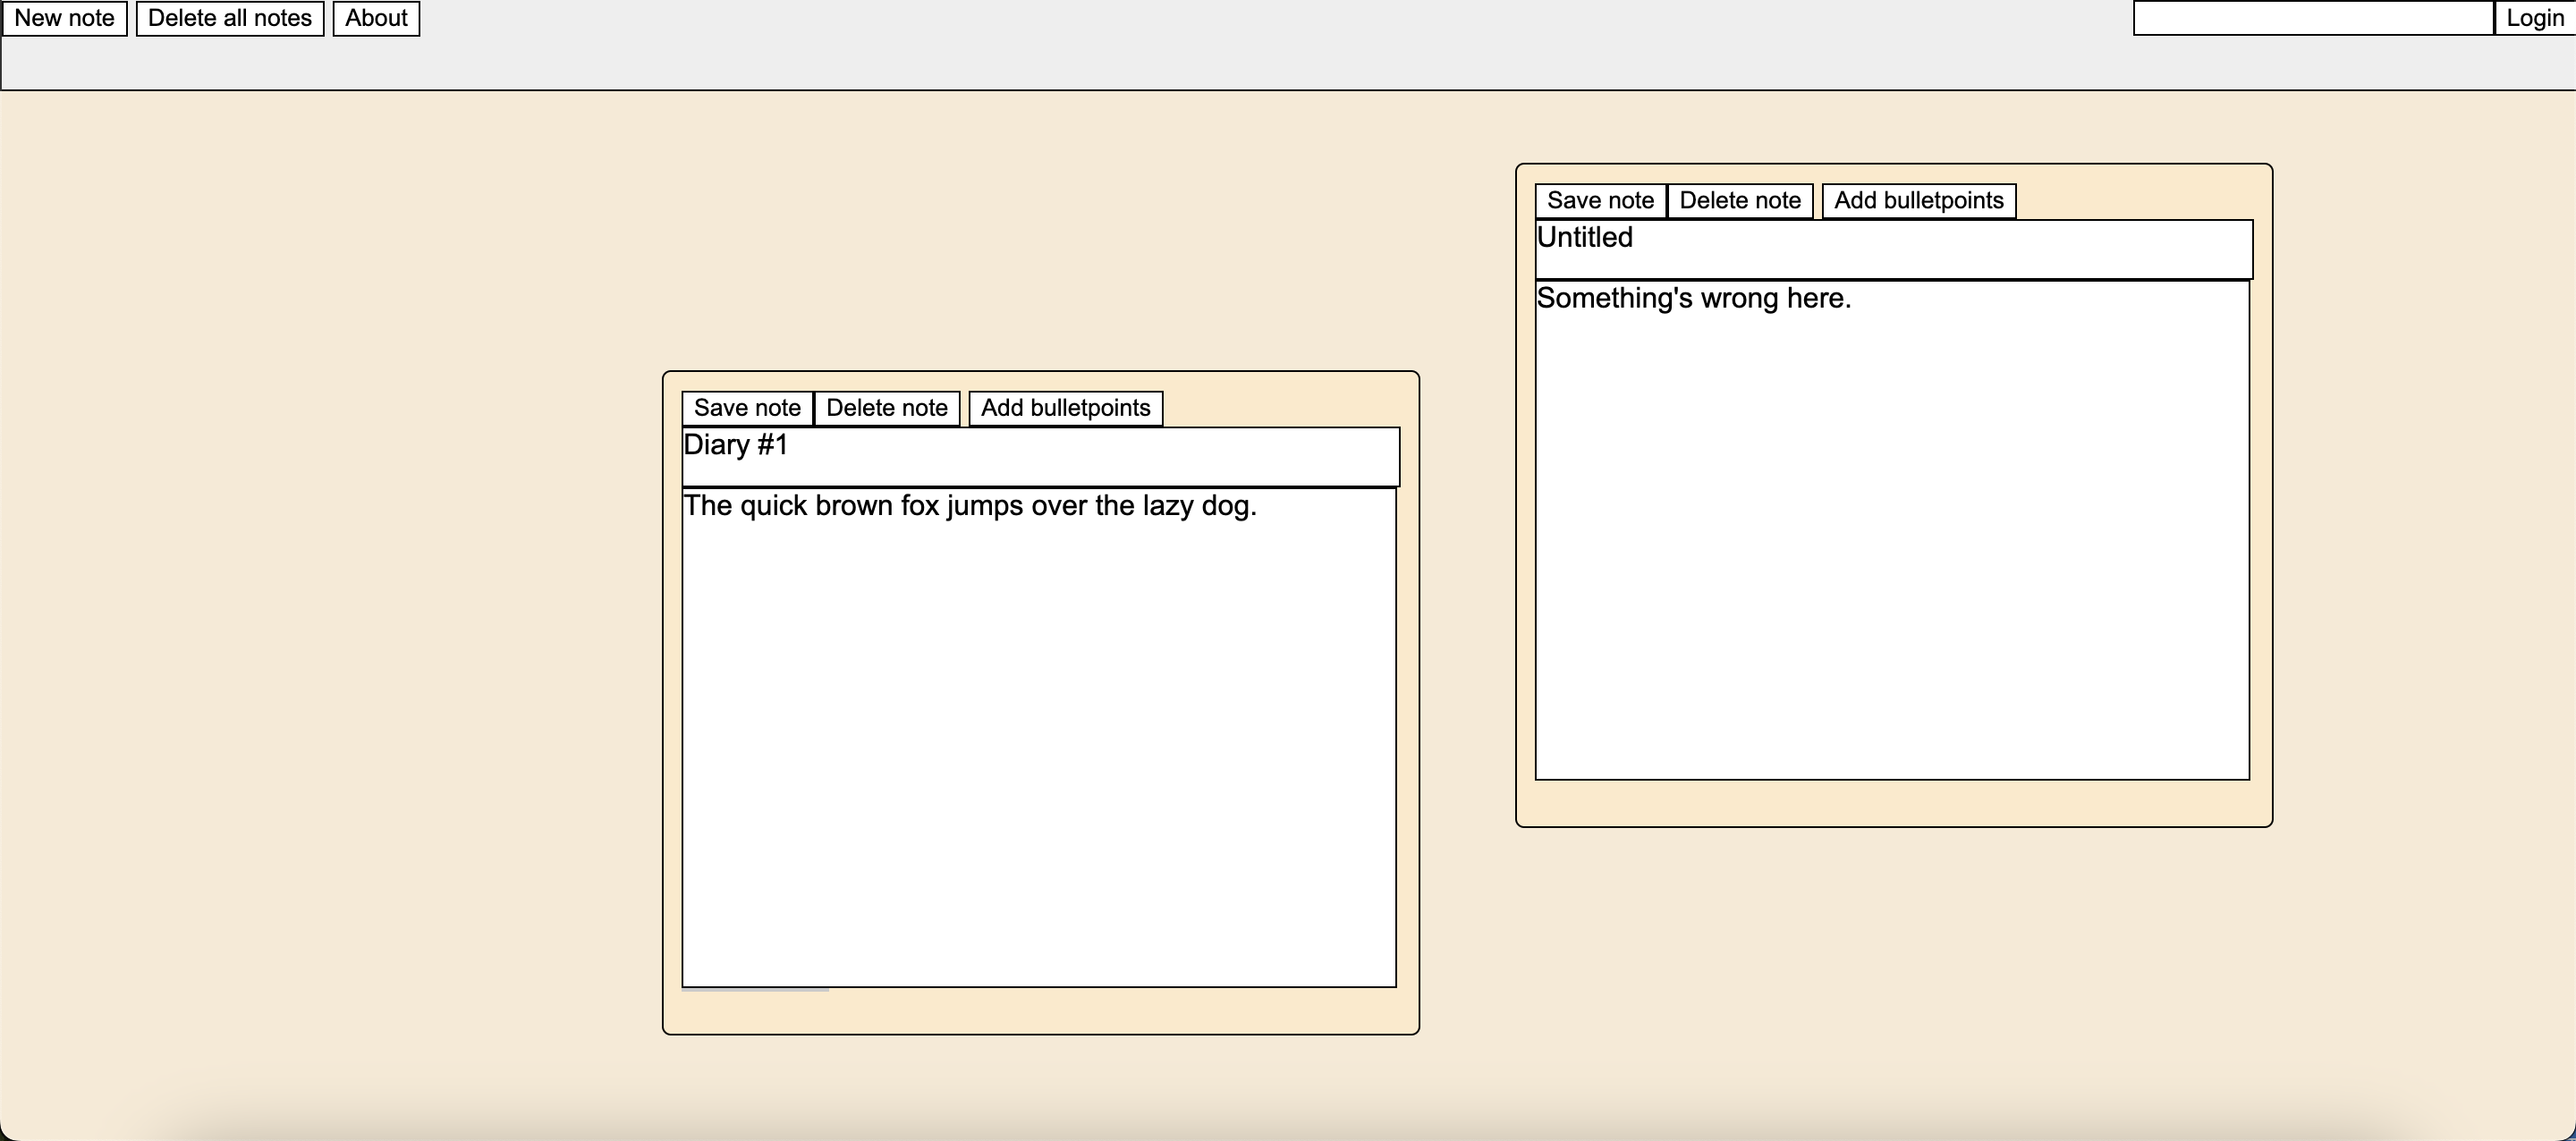 New note Delete all notes About Login
Save note Delete note Add bulletpoints
Untitled
Something's wrong here.
Save note Delete note Add bulletpoints
Diary #1
The quick brown fox jumps over the lazy dog.